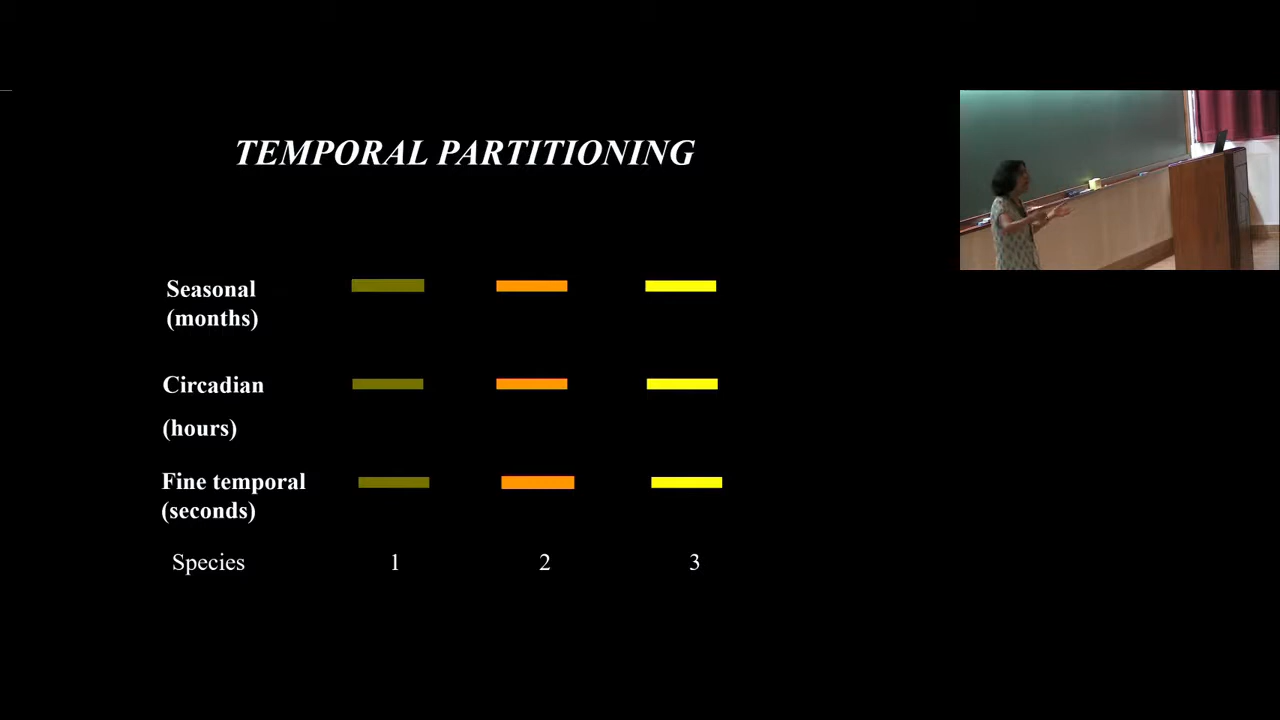 TEMPORAL PARTITIONING
Seasonal
(months)
Circadian
(hours)
Fine temporal
(seconds)
Species 1 2 3